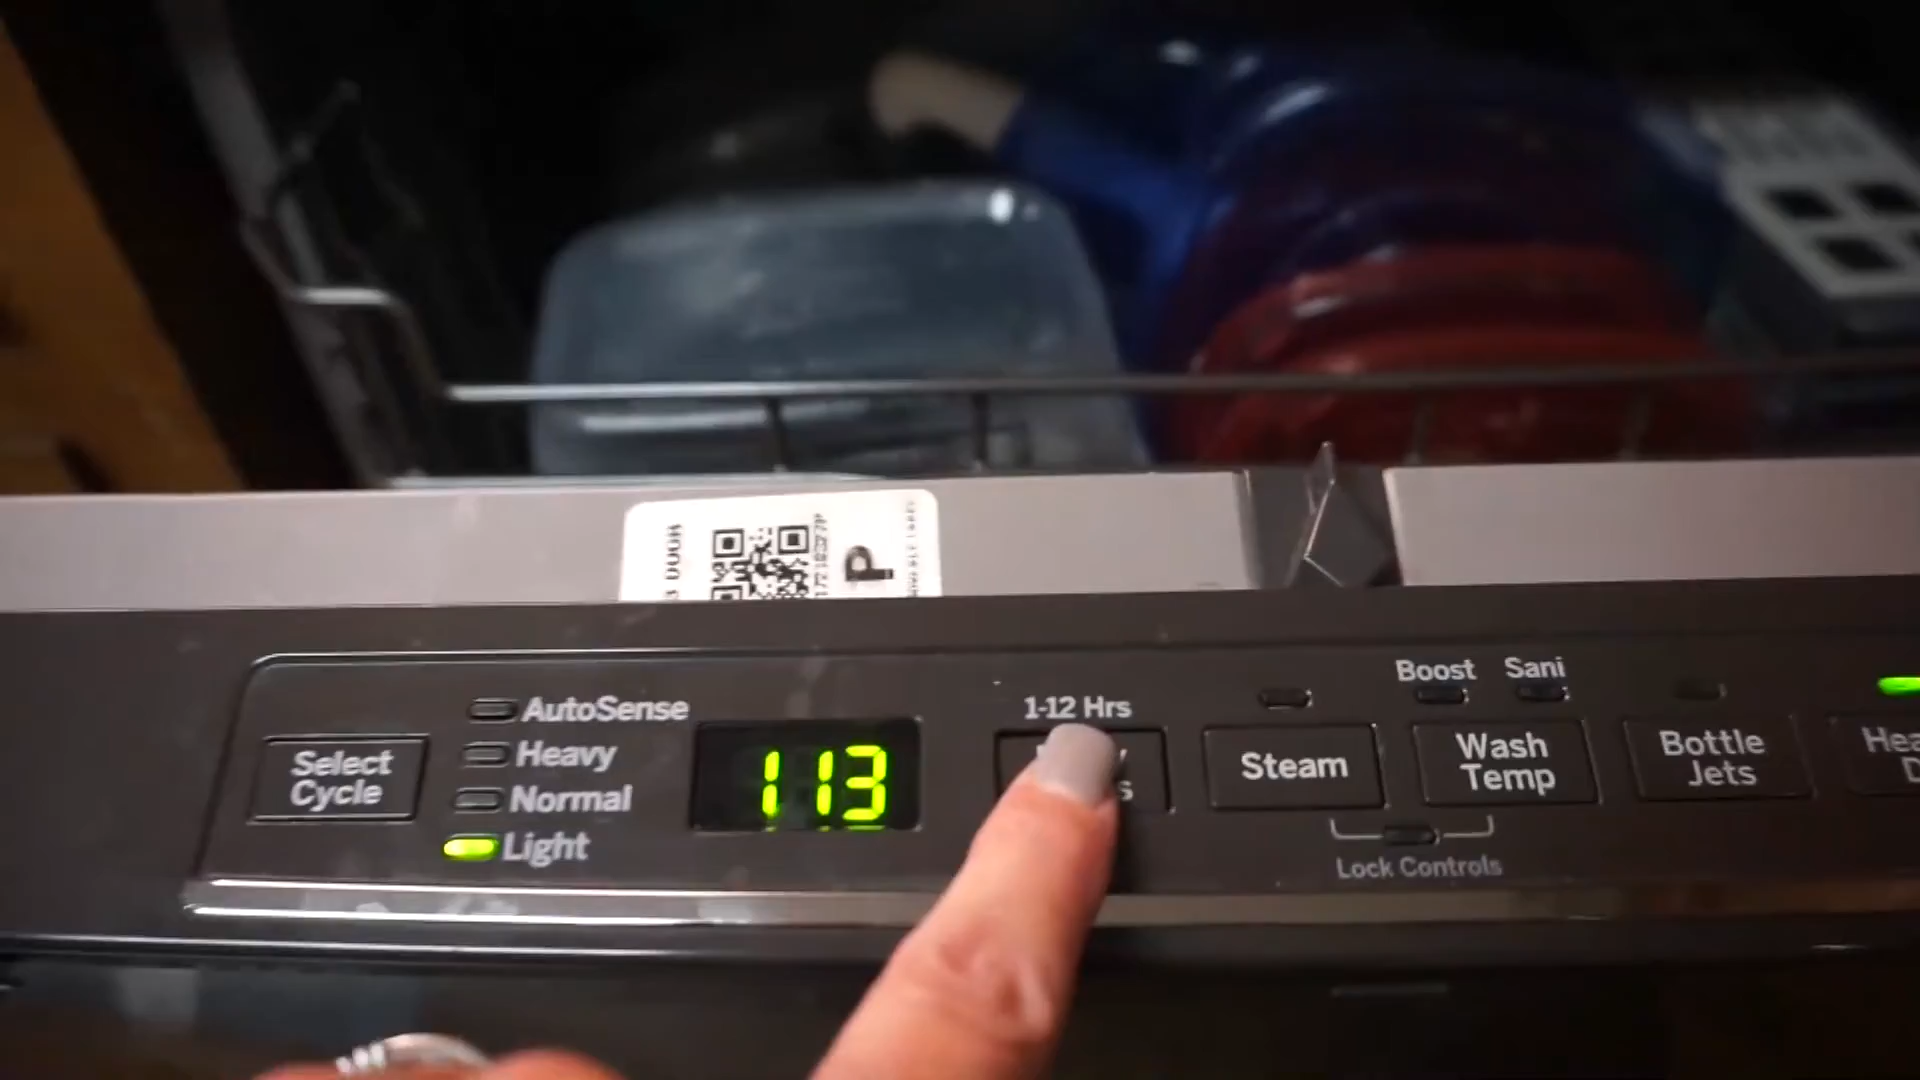 P
1-12 Hrs
Boost
Sani
AutoSense
Heavy
Normal
Light
Select
Cycle
113
Steam
Wash
Temp
Bottle
Jets
Lock Controls